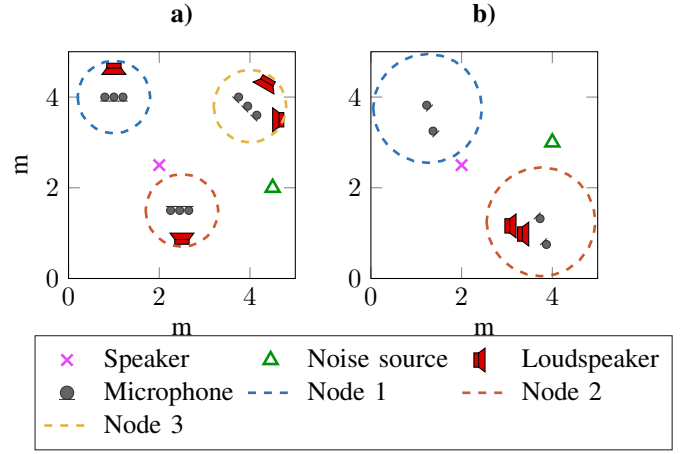 a) b)
4 4
m
2 2
0 0
0 2 4 0 2 4
m m
Speaker Noise source Loudspeaker
Microphone Node 1 Node 2
Node 3